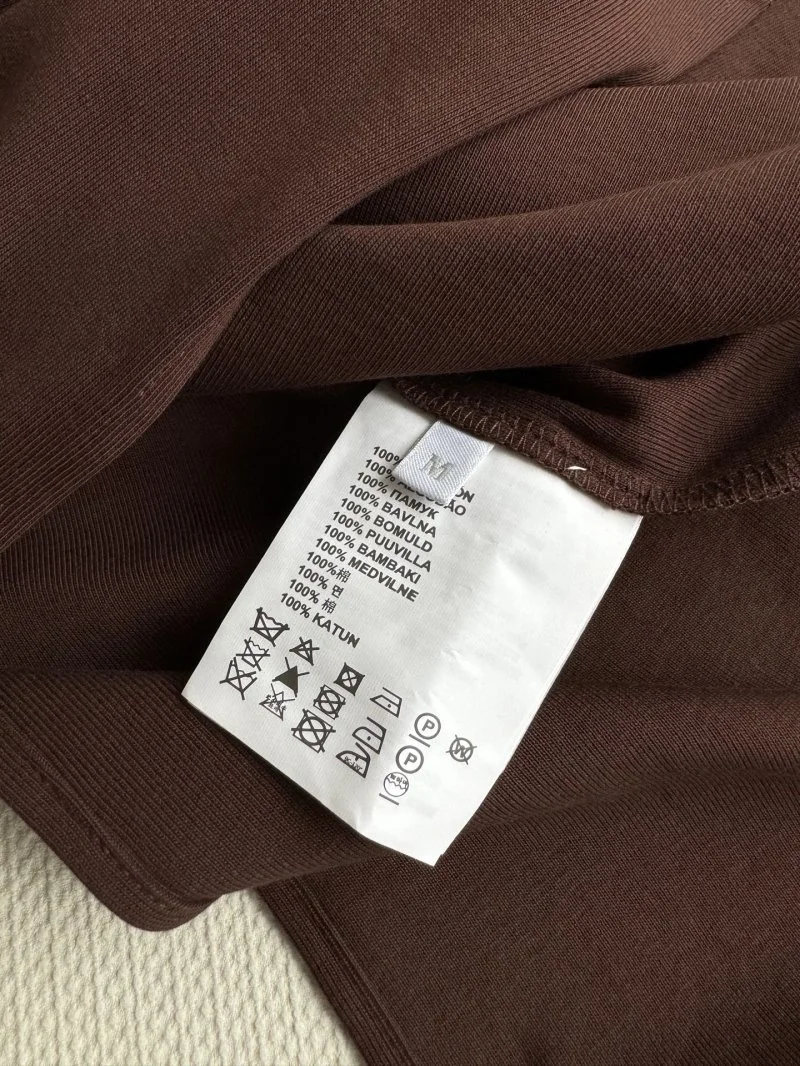 M
100%
100%
100% ПАМУК
100% BAVLNA
100% BOMULD
100% PUUVILLA
100% BAMBAKI
100% MEDVILNE
100%棉
100% 면
100% 棉
100% KATUN
P
W
P